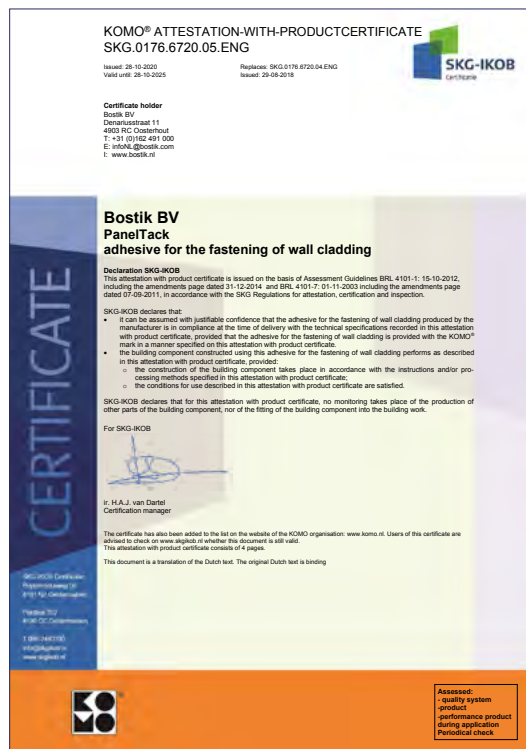 KOMO® ATTESTATION-WITH-PRODUCTCERTIFICATE
SKG.0176.6720.05.ENG
Issued: 28-10-2020 Replaces: SKG.0176.6720.04.ENG
Valid until: 28-10-2025 Issued: 29-08-2018
SKG-IKOB
Certificatie
Certificate holder
Bostik BV
Denariusstraat 11
4903 RC Oosterhout
T: +31 (0)162 491 000
E: infoNL@bostik.com
I: www.bostik.nl
Bostik BV
PanelTack
adhesive for the fastening of wall cladding
Declaration SKG-IKOB
This attestation with product certificate is issued on the basis of Assessment Guidelines BRL 4101-1: 15-10-2012,
including the amendments page dated 31-12-2014 and BRL 4101-7: 01-11-2003 including the amendments page
dated 07-09-2011, in accordance with the SKG Regulations for attestation, certification and inspection.
SKG-IKOB declares that:
• it can be assumed with justifiable confidence that the adhesive for the fastening of wall cladding produced by the
manufacturer is in compliance at the time of delivery with the technical specifications recorded in this attestation
with product certificate, provided that the adhesive for the fastening of wall cladding is provided with the KOMO®
mark in a manner specified on this attestation with product certificate.
• the building component constructed using this adhesive for the fastening of wall cladding performs as described
in this attestation with product certificate, provided:
o the construction of the building component takes place in accordance with the instructions and/or pro-
cessing methods specified in this attestation with product certificate;
o the conditions for use described in this attestation with product certificate are satisfied.
SKG-IKOB declares that for this attestation with product certificate, no monitoring takes place of the production of
other parts of the building component, nor of the fitting of the building component into the building work.
For SKG-IKOB
ir. H.A.J. van Dartel
Certification manager
The certificate has also been added to the list on the website of the KOMO organisation: www.komo.nl. Users of this certificate are
advised to check on www.skgikob.nl whether this document is still valid.
This attestation with product certificate consists of 4 pages.
This document is a translation of the Dutch text. The original Dutch text is binding
CERTIFICATE
SKG-IKOB Certificatie
Postbus 202
www.skgikob.nl
KOMO®
Assessed:
- quality system
-product
-performance product
during application
Periodical check